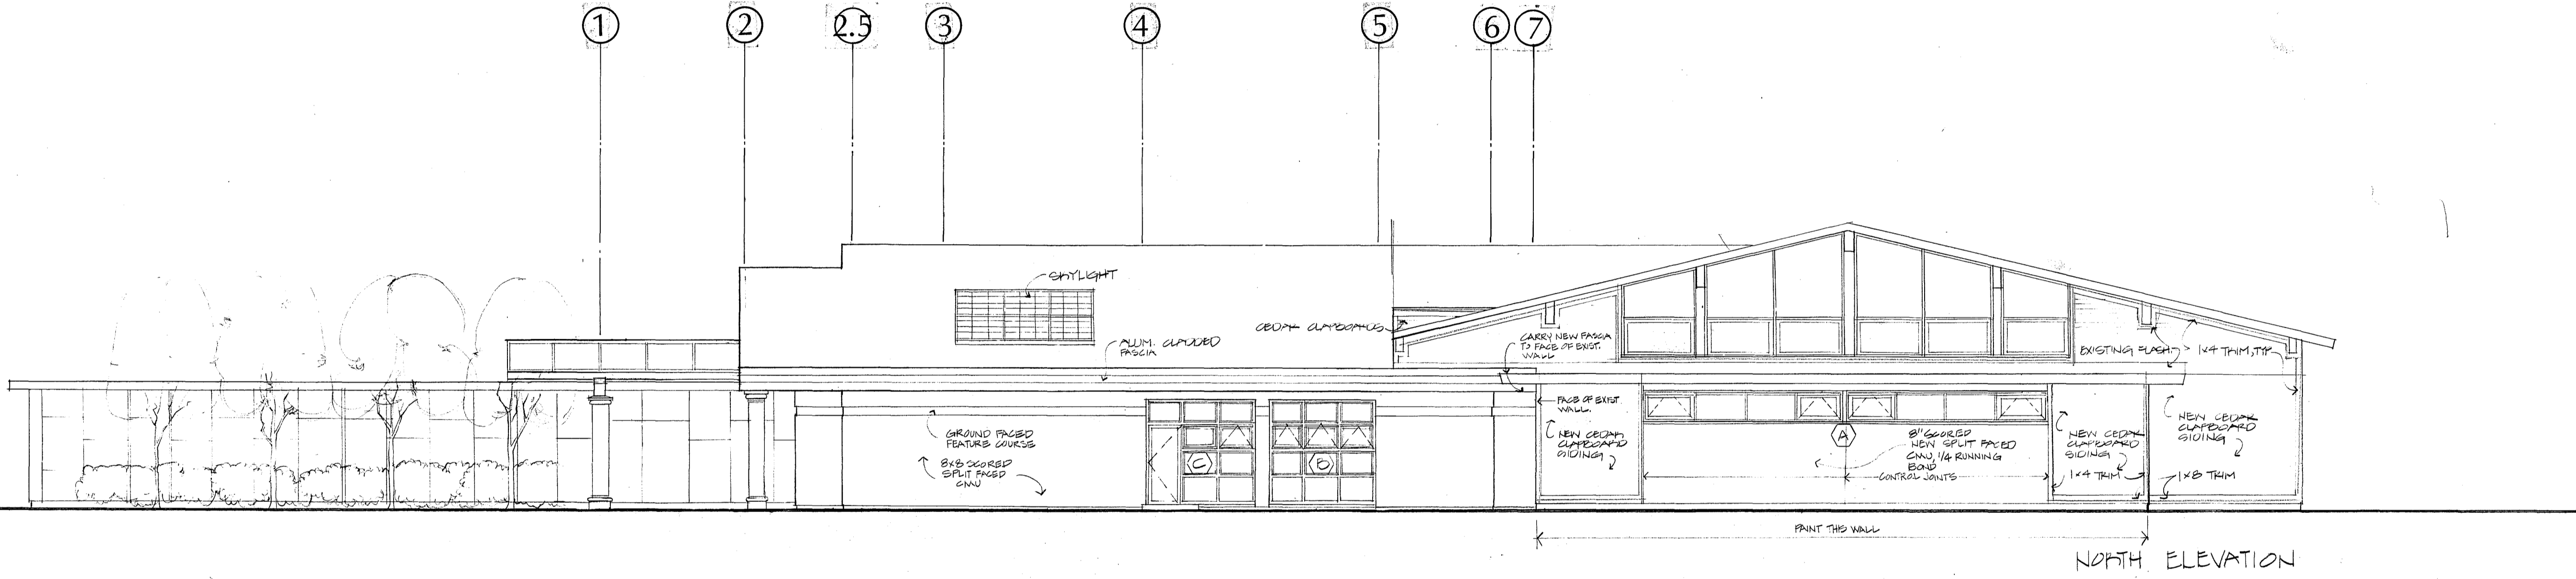 1
2
2.5
3
4
5
6
7
SKYLIGHT
CEDAR CLAPBOARDS
ALUM. CLADDED
FASCIA
CARRY NEW FASCIA
TO FACE OF EXIST.
WALL
EXISTING FLASH.
1x4 TRIM, TYP.
FACE OF EXIST.
WALL.
NEW CEDAR
CLAPBOARD
SIDING
GROUND FACED
FEATURE COURSE
8x8 SCORED
SPLIT FACED
CMU
C
B
A
8" SCORED
NEW SPLIT FACED
CMU, 1/4 RUNNING
BOND
CONTROL JOINTS
NEW CEDAR
CLAPBOARD
SIDING
1x4 TRIM
NEW CEDAR
CLAPBOARD
SIDING
1x8 TRIM
PAINT THIS WALL
NORTH ELEVATION